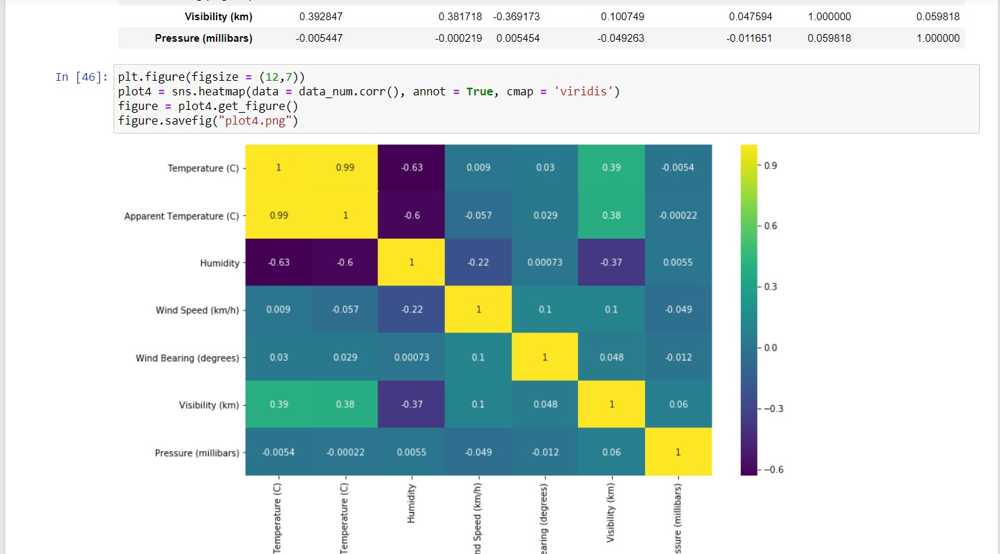 Visibility (km) 0.392847 0.381718 -0.369173 0.100749 0.047594 1.000000 0.059818
Pressure (millibars) -0.005447 -0.000219 0.005454 -0.049263 -0.011651 0.059818 1.000000
In [46]: plt.figure(figsize = (12,7))
plot4 = sns.heatmap(data = data_num.corr(), annot = True, cmap = 'viridis')
figure = plot4.get_figure()
figure.savefig("plot4.png")
Temperature (C) 1 0.99 -0.63 0.009 0.03 0.39 -0.0054
Apparent Temperature (C) 0.99 1 -0.6 -0.057 0.029 0.38 -0.00022
Humidity -0.63 -0.6 1 -0.22 0.00073 -0.37 0.0055
Wind Speed (km/h) 0.009 -0.057 -0.22 1 0.1 0.1 -0.049
Wind Bearing (degrees) 0.03 0.029 0.00073 0.1 1 0.048 -0.012
Visibility (km) 0.39 0.38 -0.37 0.1 0.048 1 0.06
Pressure (millibars) -0.0054 -0.00022 0.0055 -0.049 -0.012 0.06 1
0.9
0.6
0.3
0.0
−0.3
−0.6
Temperature (C)
Temperature (C)
Humidity
nd Speed (km/h)
earing (degrees)
Visibility (km)
ssure (millibars)